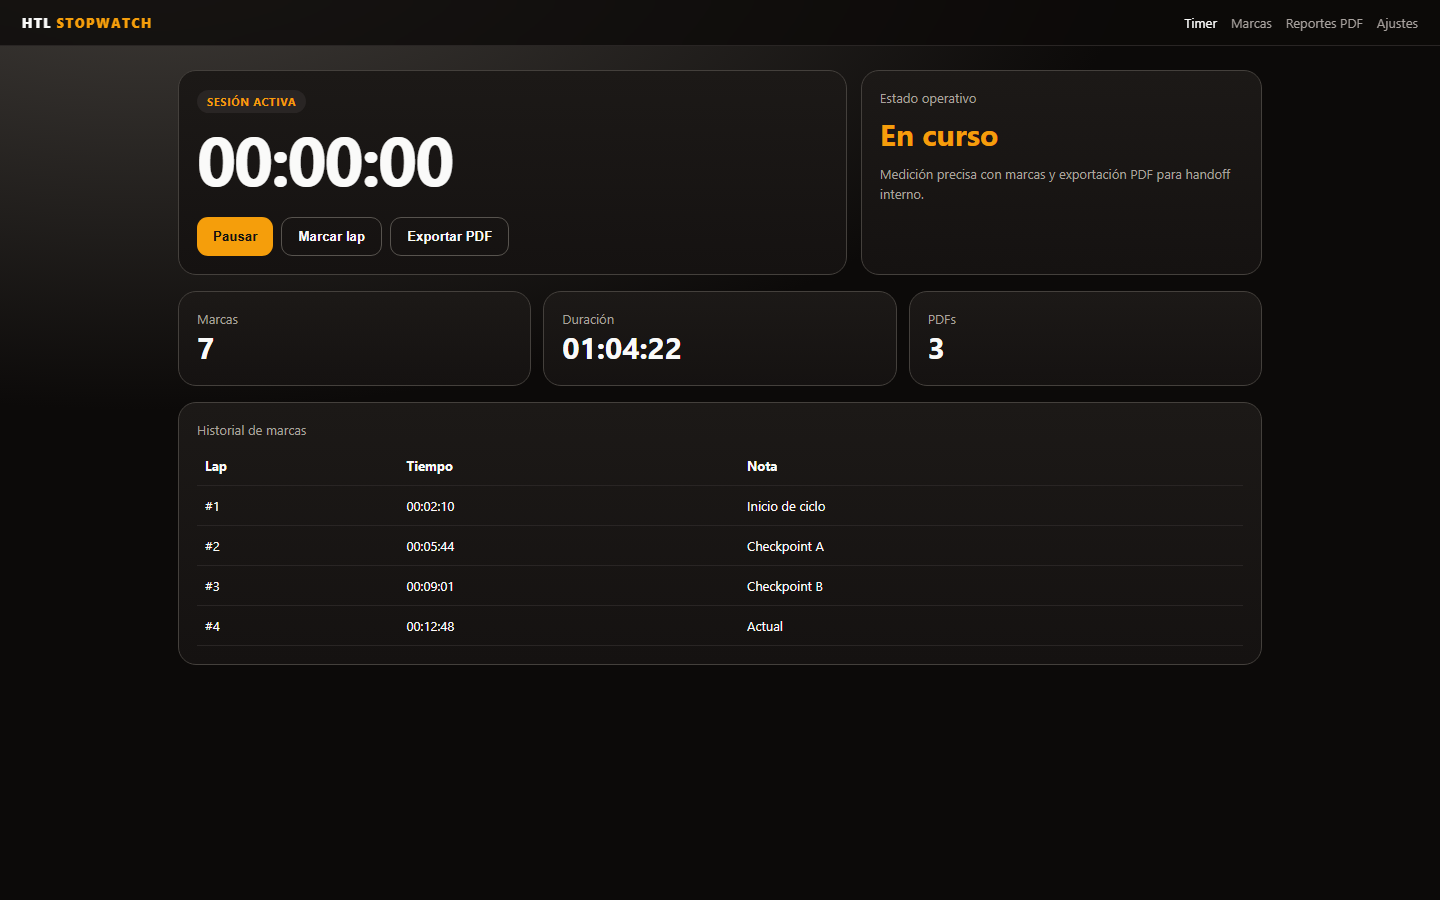 HTL STOPWATCH
Timer Marcas Reportes PDF Ajustes
SESIÓN ACTIVA
00:00:00
Pausar Marcar lap Exportar PDF
Estado operativo
En curso
Medición precisa con marcas y exportación PDF para handoff
interno.
Marcas
7
Duración
01:04:22
PDFs
3
Historial de marcas
Lap Tiempo Nota
#1 00:02:10 Inicio de ciclo
#2 00:05:44 Checkpoint A
#3 00:09:01 Checkpoint B
#4 00:12:48 Actual